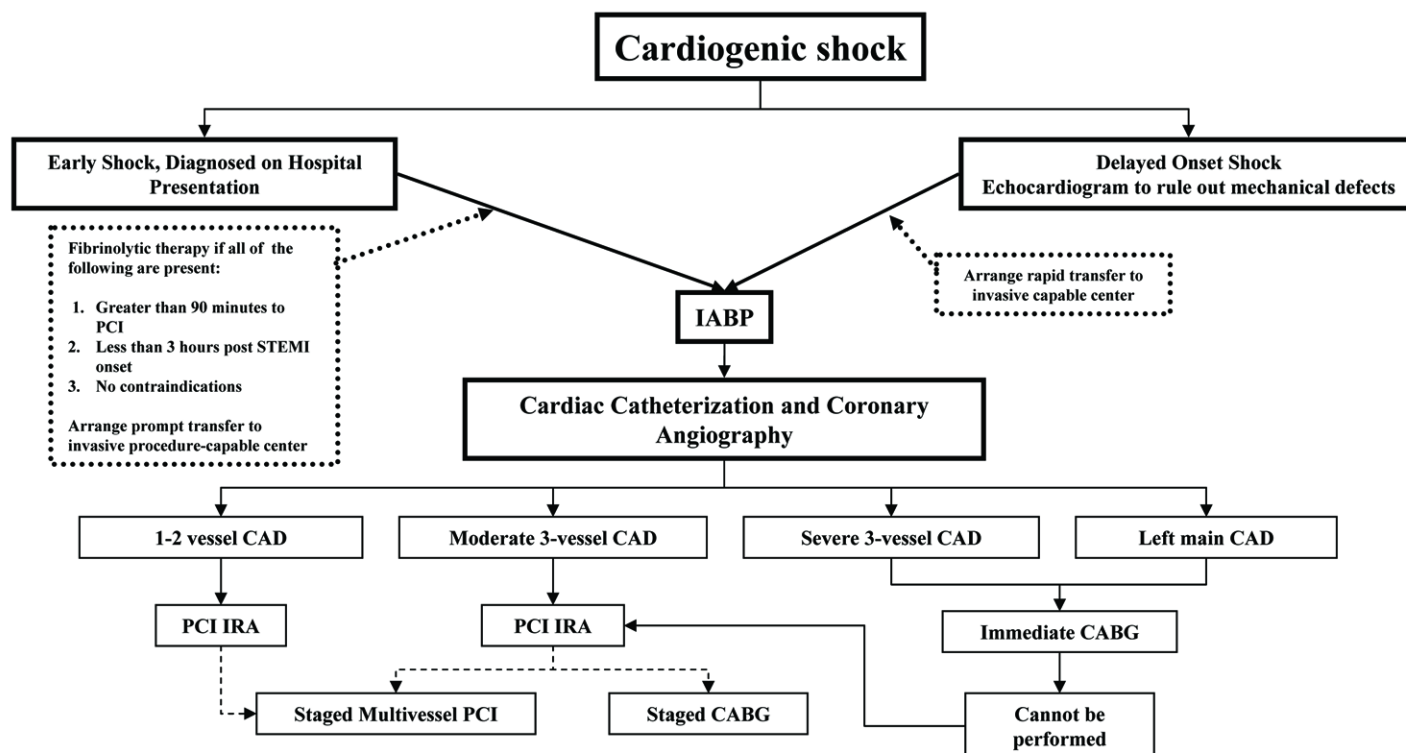 Cardiogenic shock
Early Shock, Diagnosed on Hospital
Presentation
Delayed Onset Shock
Echocardiogram to rule out mechanical defects
Fibrinolytic therapy if all of the
following are present:
1. Greater than 90 minutes to
PCI
2. Less than 3 hours post STEMI
onset
3. No contraindications
Arrange prompt transfer to
invasive procedure-capable center
Arrange rapid transfer to
invasive capable center
IABP
Cardiac Catheterization and Coronary
Angiography
1-2 vessel CAD
Moderate 3-vessel CAD
Severe 3-vessel CAD
Left main CAD
PCI IRA
PCI IRA
Immediate CABG
Staged Multivessel PCI
Staged CABG
Cannot be
performed